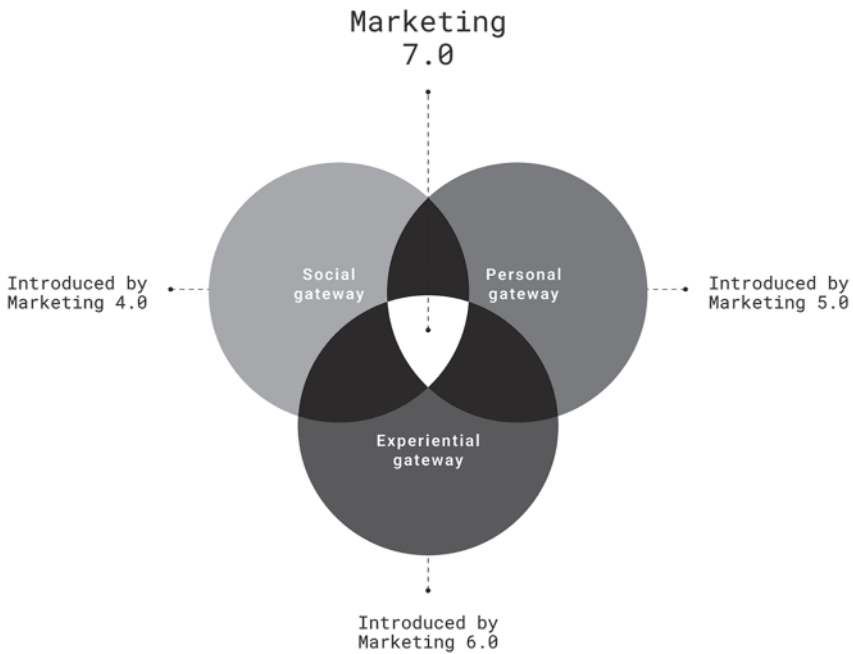 Marketing
7.0
Social
gateway
Personal
gateway
Introduced by
Marketing 4.0
Introduced by
Marketing 5.0
Experiential
gateway
Introduced by
Marketing 6.0